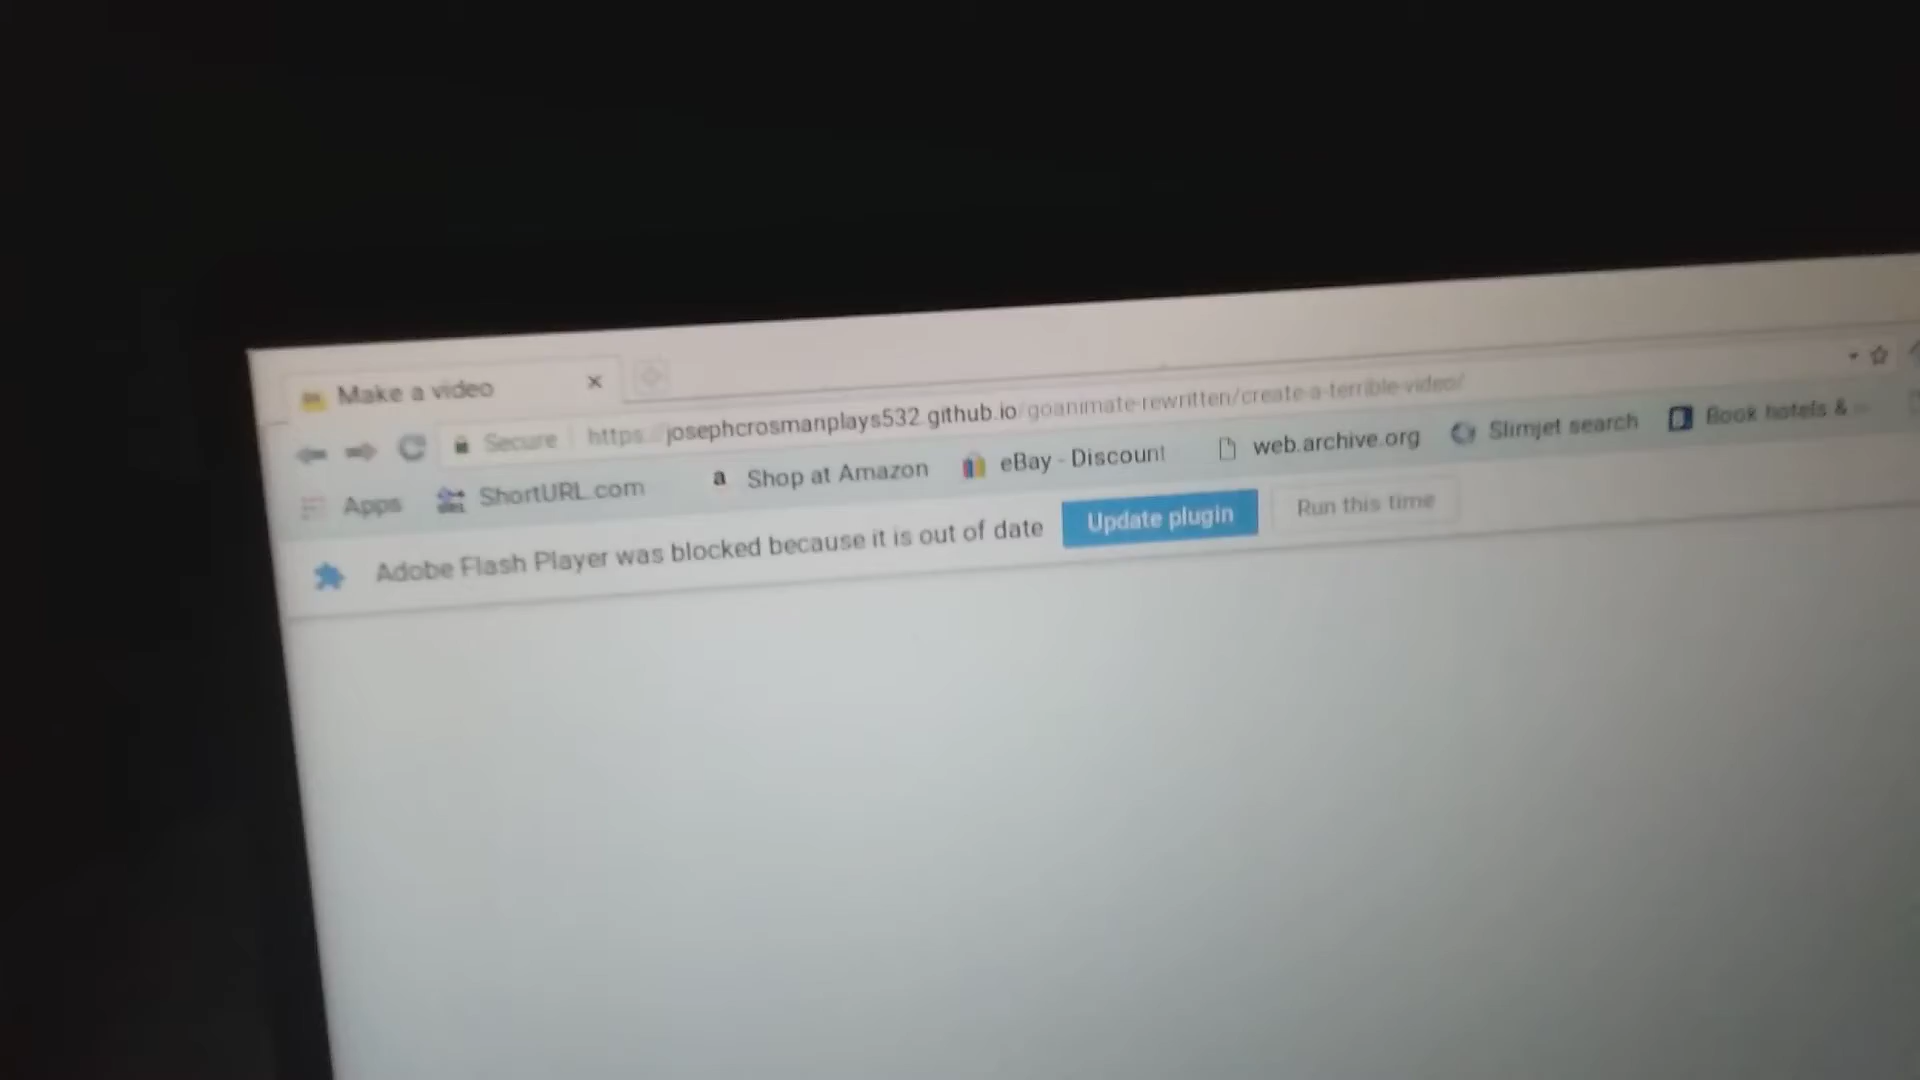 Make a video
Secure https://josephcrosmanplays532.github.io/goanimate-rewritten/create-a-terrible-video/
Apps ShortURL.com a Shop at Amazon eBay - Discount web.archive.org Slimjet search Book hotels &
Adobe Flash Player was blocked because it is out of date Update plugin Run this time